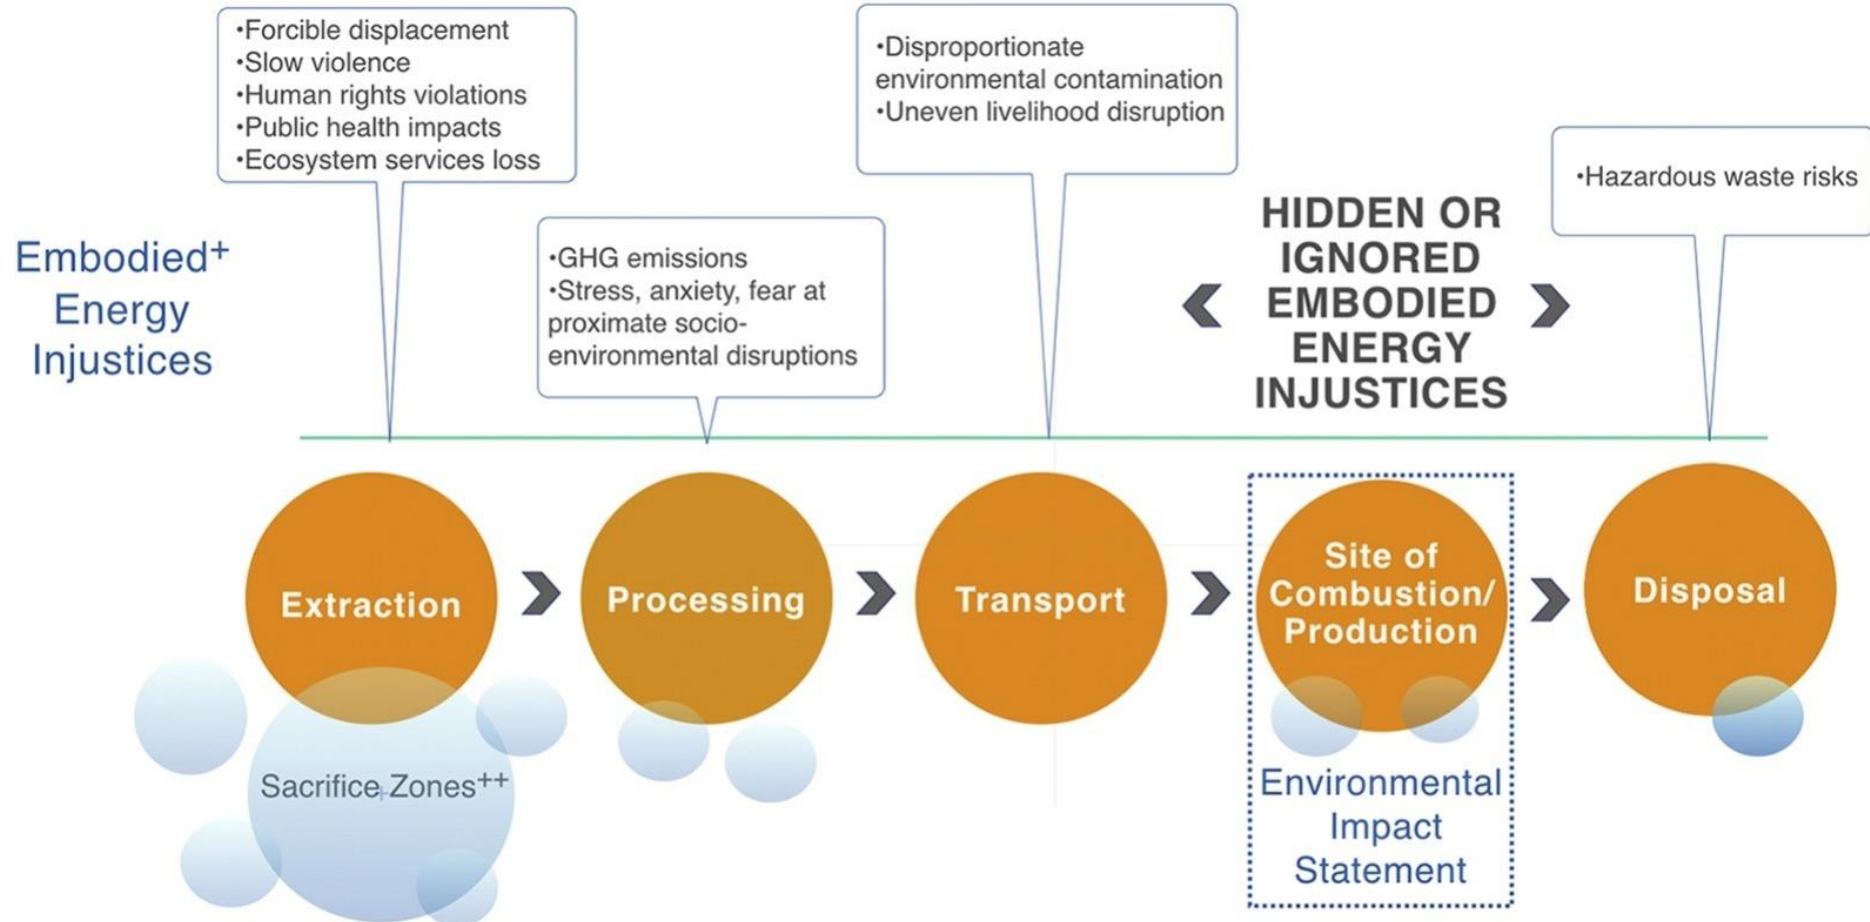 •Forcible displacement
•Slow violence
•Human rights violations
•Public health impacts
•Ecosystem services loss
•Disproportionate
environmental contamination
•Uneven livelihood disruption
•Hazardous waste risks
Embodied+
Energy
Injustices
•GHG emissions
•Stress, anxiety, fear at
proximate socio-
environmental disruptions
HIDDEN OR
IGNORED
EMBODIED
ENERGY
INJUSTICES
Extraction
Processing
Transport
Site of
Combustion/
Production
Disposal
Sacrifice Zones++
Environmental
Impact
Statement